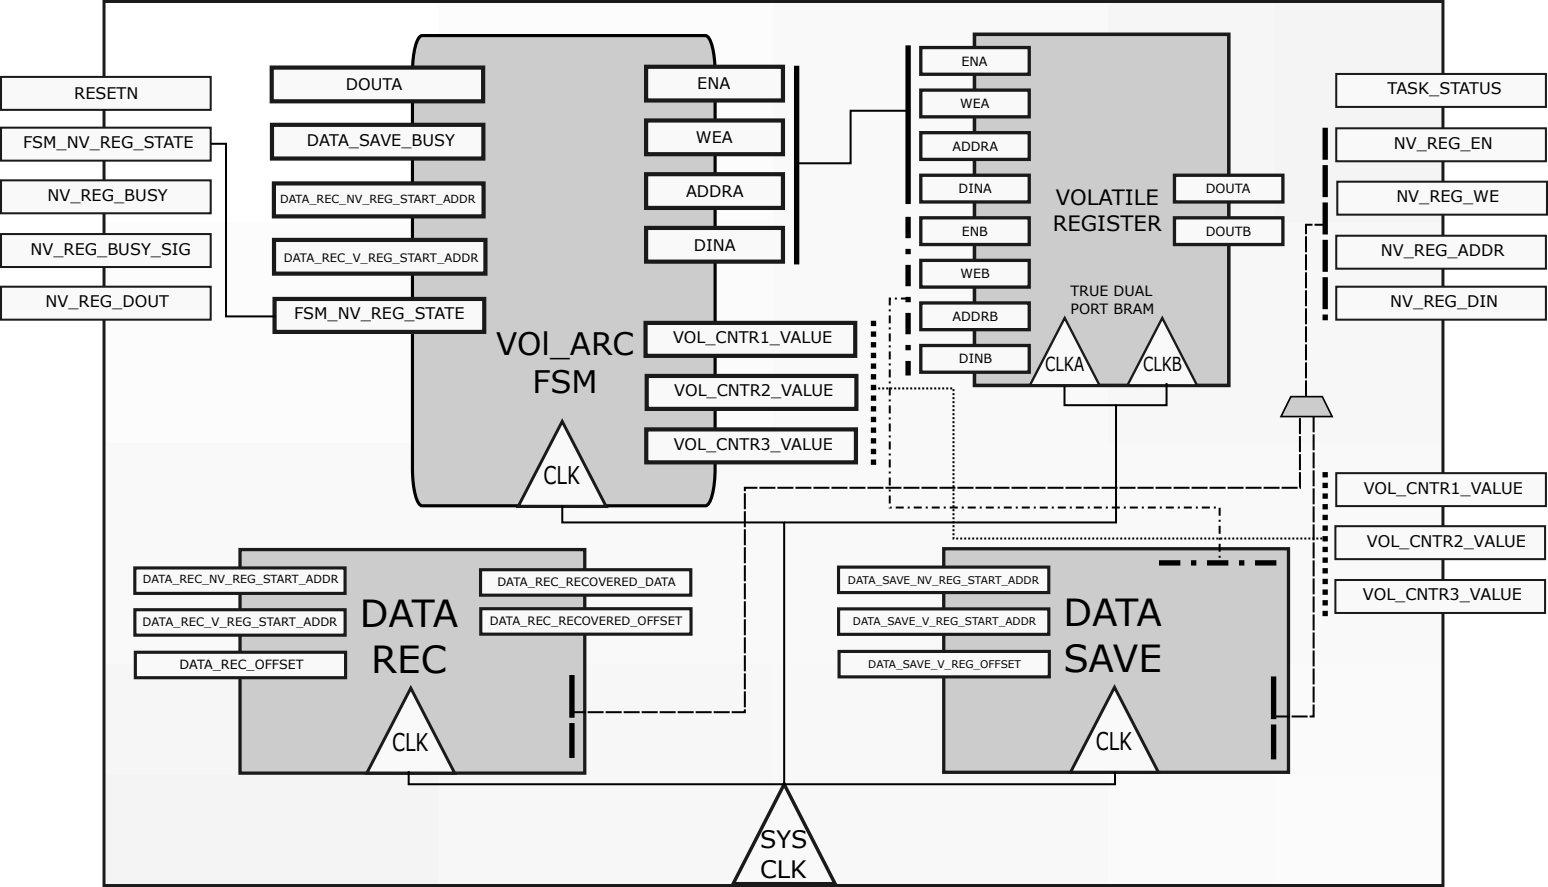 RESETN
FSM_NV_REG_STATE
NV_REG_BUSY
NV_REG_BUSY_SIG
NV_REG_DOUT
DOUTA
DATA_SAVE_BUSY
DATA_REC_NV_REG_START_ADDR
DATA_REC_V_REG_START_ADDR
FSM_NV_REG_STATE
ENA
WEA
ADDRA
DINA
VOl_ARC
FSM
VOL_CNTR1_VALUE
VOL_CNTR2_VALUE
VOL_CNTR3_VALUE
CLK
ENA
WEA
ADDRA
DINA
ENB
WEB
ADDRB
DINB
VOLATILE
REGISTER
DOUTA
DOUTB
TRUE DUAL
PORT BRAM
CLKA
CLKB
TASK_STATUS
NV_REG_EN
NV_REG_WE
NV_REG_ADDR
NV_REG_DIN
VOL_CNTR1_VALUE
VOL_CNTR2_VALUE
VOL_CNTR3_VALUE
DATA_REC_NV_REG_START_ADDR
DATA_REC_V_REG_START_ADDR
DATA_REC_OFFSET
DATA
REC
DATA_REC_RECOVERED_DATA
DATA_REC_RECOVERED_OFFSET
CLK
DATA_SAVE_NV_REG_START_ADDR
DATA_SAVE_V_REG_START_ADDR
DATA_SAVE_V_REG_OFFSET
DATA
SAVE
CLK
SYS
CLK